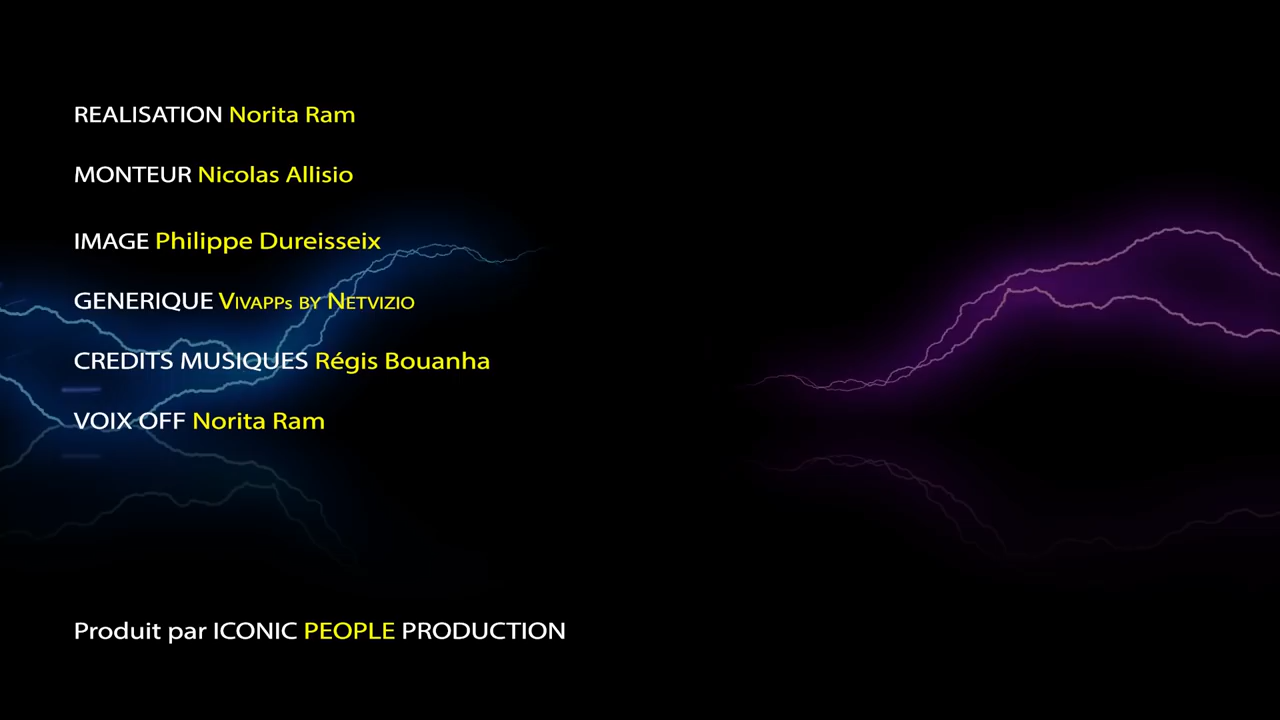 REALISATION Norita Ram
MONTEUR Nicolas Allisio
IMAGE Philippe Dureisseix
GENERIQUE VIVAPPs BY NETVIZIO
CREDITS MUSIQUES Régis Bouanha
VOIX OFF Norita Ram
Produit par ICONIC PEOPLE PRODUCTION